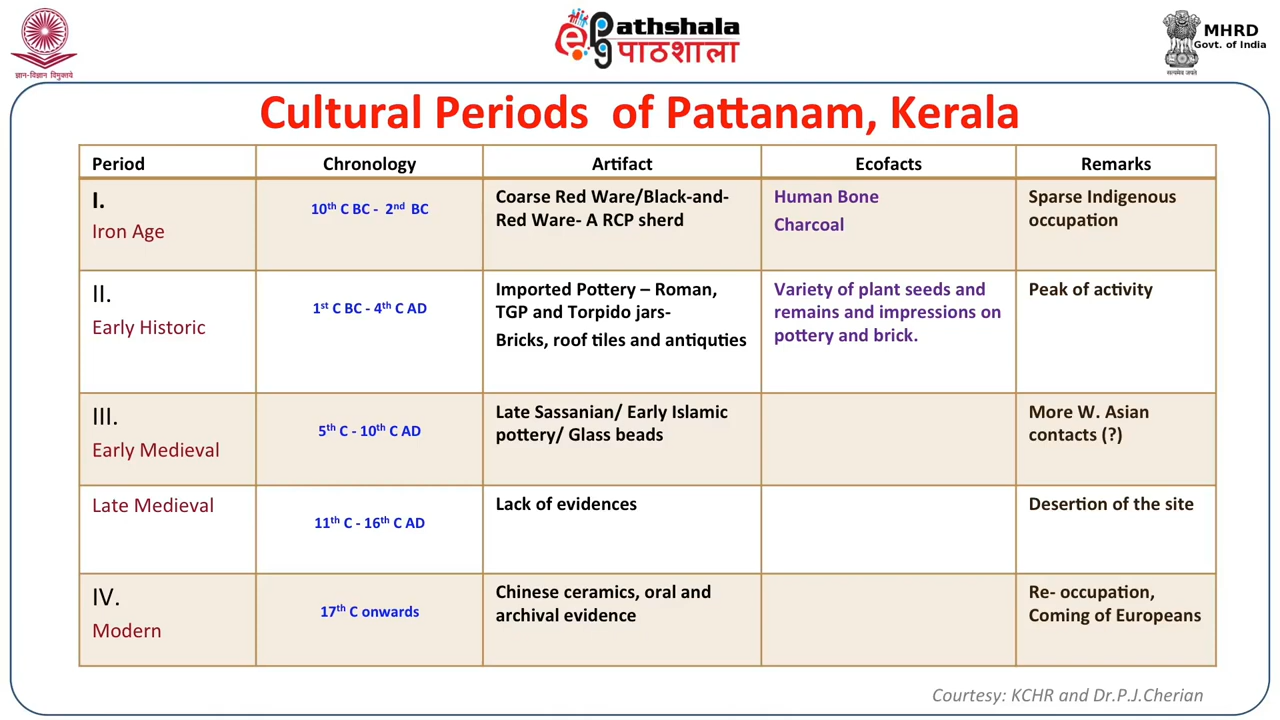 ज्ञान-विज्ञान विमुक्तये
ePG Pathshala
पाठशाला
MHRD
Govt. of India
सत्यमेव जयते
Cultural Periods of Pattanam, Kerala
Period Chronology Artifact Ecofacts Remarks
I.
Iron Age
10th C BC - 2nd BC
Coarse Red Ware/Black-and-
Red Ware- A RCP sherd
Human Bone
Charcoal
Sparse Indigenous
occupation
II.
Early Historic
1st C BC - 4th C AD
Imported Pottery – Roman,
TGP and Torpido jars-
Bricks, roof tiles and antiquties
Variety of plant seeds and
remains and impressions on
pottery and brick.
Peak of activity
III.
Early Medieval
5th C - 10th C AD
Late Sassanian/ Early Islamic
pottery/ Glass beads
More W. Asian
contacts (?)
Late Medieval
11th C - 16th C AD
Lack of evidences
Desertion of the site
IV.
Modern
17th C onwards
Chinese ceramics, oral and
archival evidence
Re- occupation,
Coming of Europeans
Courtesy: KCHR and Dr.P.J.Cherian